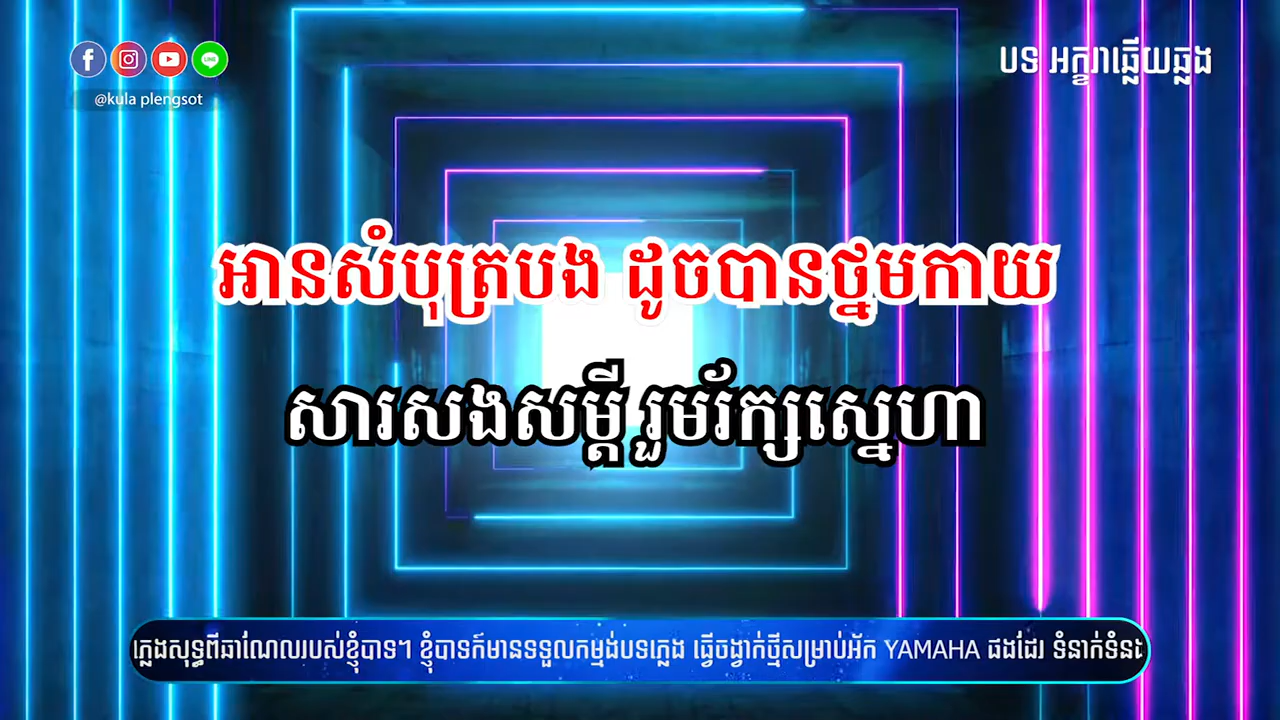 @kula plengsot
បទ អក្ខរាឆ្លើយឆ្លង
អានសំបុត្របង ដូចបានថ្នមកាយ
សារសងសម្ដី រួមរ័ក្សស្នេហា
ភ្លេងសុទ្ធពីឆាណែលរបស់ខ្ញុំបាទៗ ខ្ញុំបាទក៍មានទទួលកម្មង់បទភ្លេង ធ្វើចង្វាក់ថ្មីសម្រាប់អ័ក YAMAHA ផងដែរ ទំនាក់ទំនង